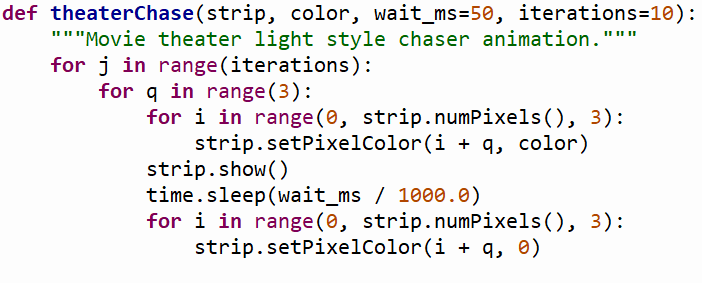 def theaterChase(strip, color, wait_ms=50, iterations=10):
    """Movie theater light style chaser animation."""
    for j in range(iterations):
        for q in range(3):
            for i in range(0, strip.numPixels(), 3):
                strip.setPixelColor(i + q, color)
            strip.show()
            time.sleep(wait_ms / 1000.0)
            for i in range(0, strip.numPixels(), 3):
                strip.setPixelColor(i + q, 0)